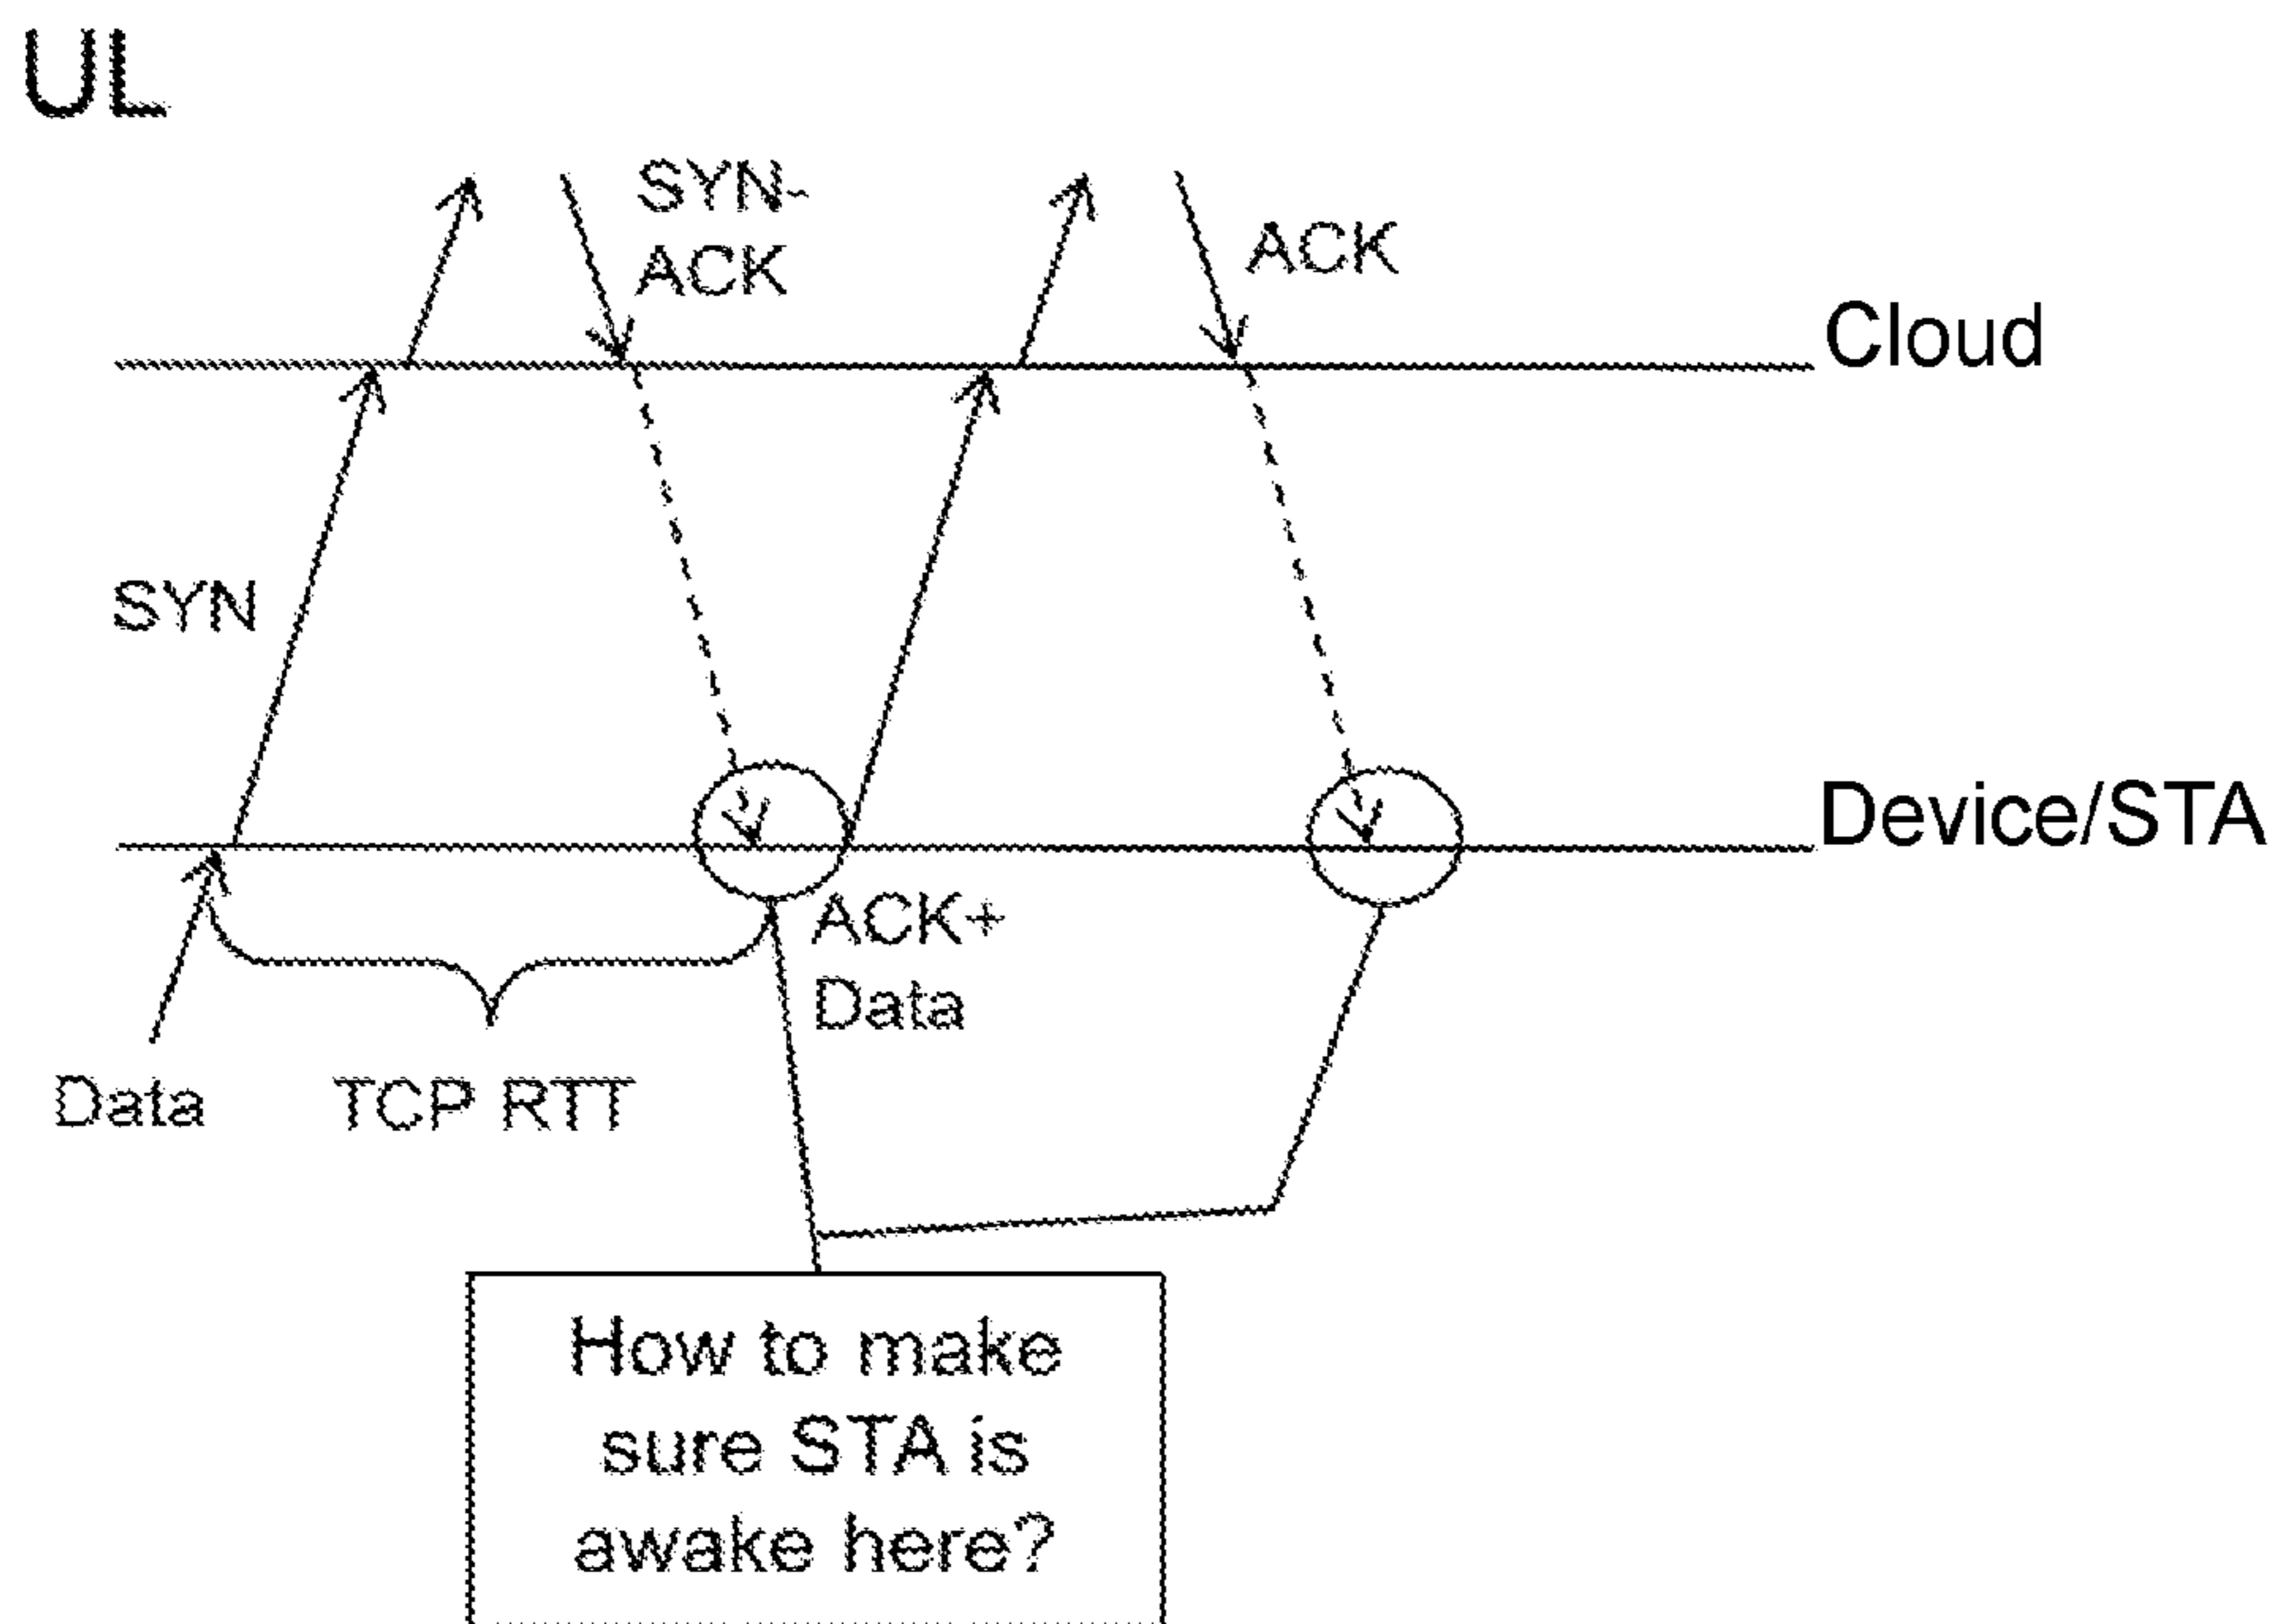 UL
SYN-
ACK
ACK
Cloud
SYN
Device/STA
ACK+
Data
Data
TCP RTT
How to make
sure STA is
awake here?